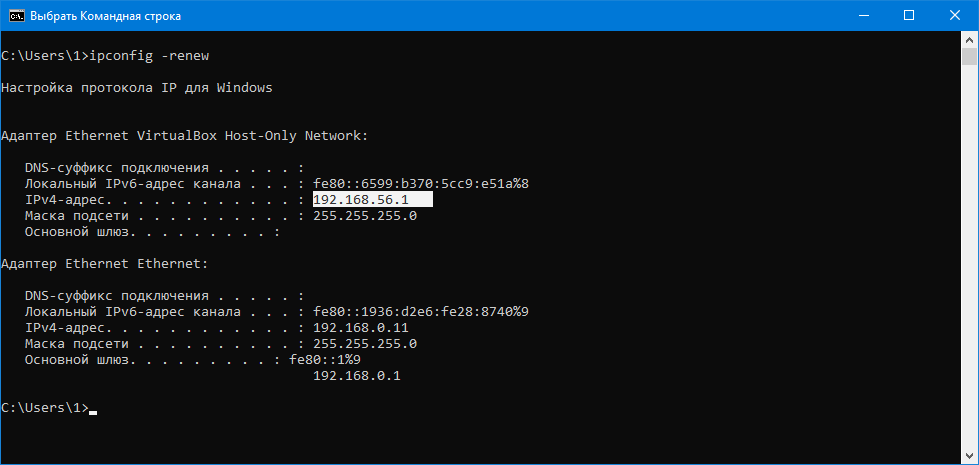 Выбрать Командная строка
C:\Users\1>ipconfig -renew
Настройка протокола IP для Windows
Адаптер Ethernet VirtualBox Host-Only Network:
DNS-суффикс подключения . . . . . :
Локальный IPv6-адрес канала . . . : fe80::6599:b370:5cc9:e51a%8
IPv4-адрес. . . . . . . . . . . . : 192.168.56.1
Маска подсети . . . . . . . . . . : 255.255.255.0
Основной шлюз. . . . . . . . . :
Адаптер Ethernet Ethernet:
DNS-суффикс подключения . . . . . :
Локальный IPv6-адрес канала . . . : fe80::1936:d2e6:fe28:8740%9
IPv4-адрес. . . . . . . . . . . . : 192.168.0.11
Маска подсети . . . . . . . . . . : 255.255.255.0
Основной шлюз. . . . . . . . . : fe80::1%9
192.168.0.1
C:\Users\1>